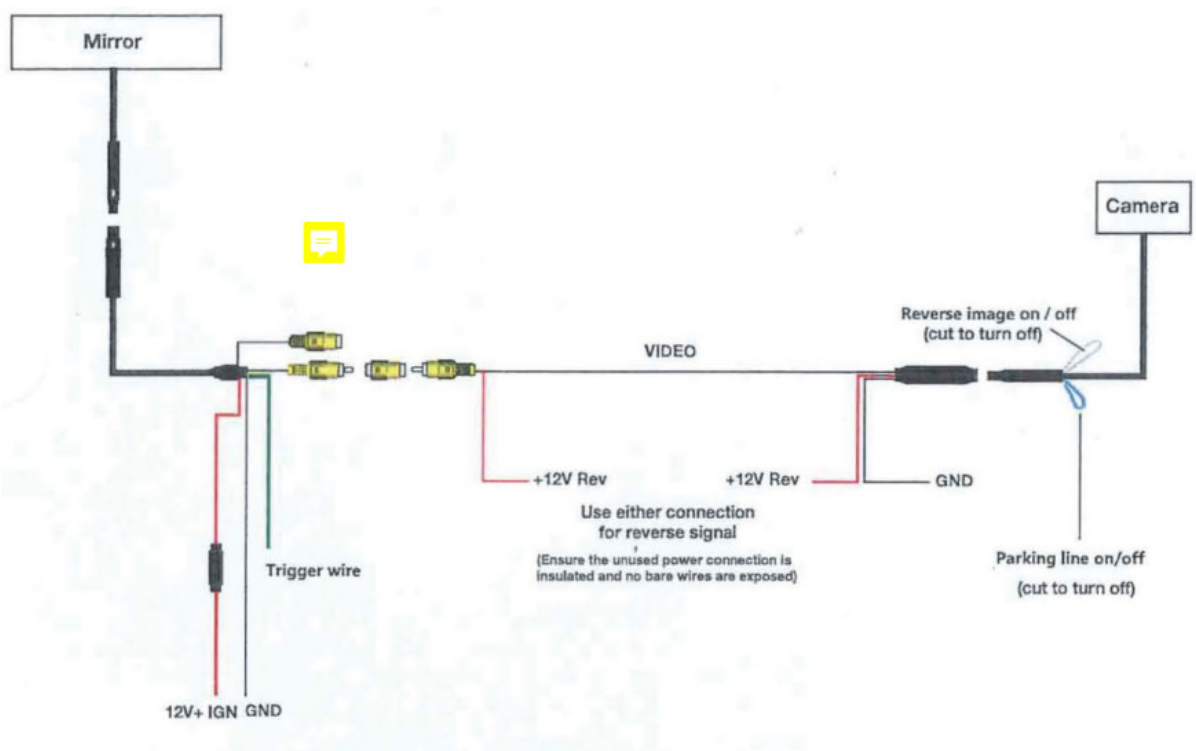 Mirror
Camera
Reverse image on / off
(cut to turn off)
VIDEO
+12V Rev
+12V Rev
GND
Use either connection
for reverse signal
(Ensure the unused power connection is
insulated and no bare wires are exposed)
Trigger wire
Parking line on/off
(cut to turn off)
12V+ IGN GND